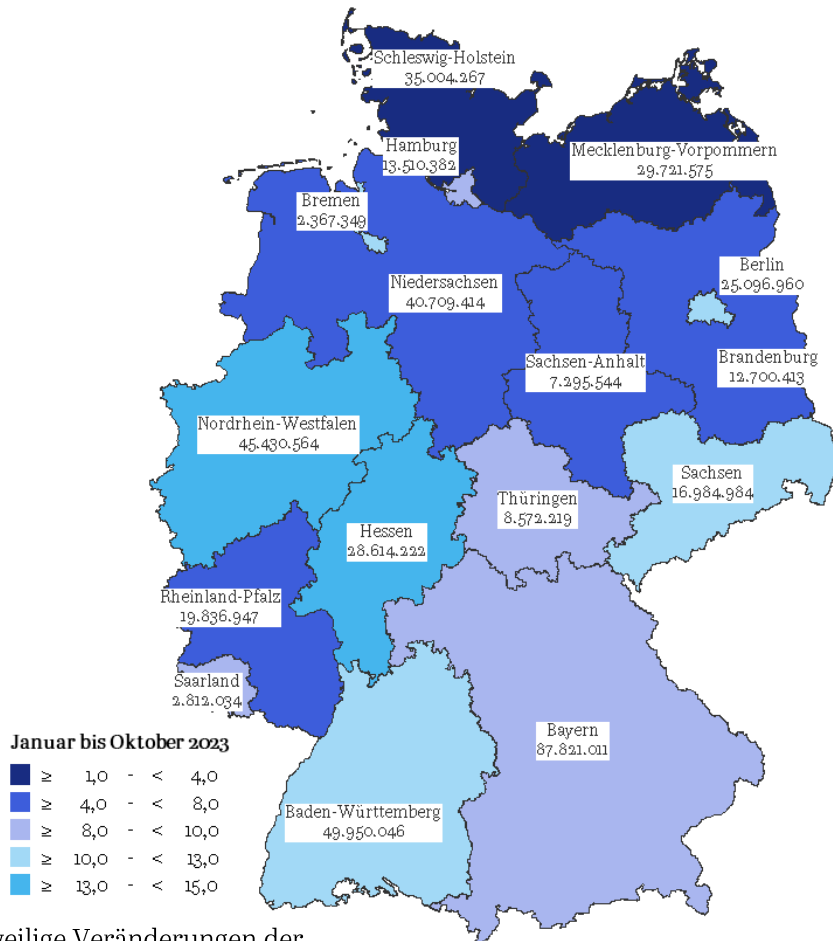 Schleswig-Holstein
35.004.267
Hamburg
13.510.382
Mecklenburg-Vorpommern
29.721.575
Bremen
2.367.349
Niedersachsen
40.709.414
Berlin
25.096.960
Sachsen-Anhalt
7.295.544
Brandenburg
12.700.413
Nordrhein-Westfalen
45.430.564
Sachsen
16.984.984
Thüringen
8.572.219
Hessen
28.614.222
Rheinland-Pfalz
19.836.947
Saarland
2.812.034
Bayern
87.821.011
Baden-Württemberg
49.950.046
Januar bis Oktober 2023
≥ 1,0 - < 4,0
≥ 4,0 - < 8,0
≥ 8,0 - < 10,0
≥ 10,0 - < 13,0
≥ 13,0 - < 15,0
weilige Veränderungen der